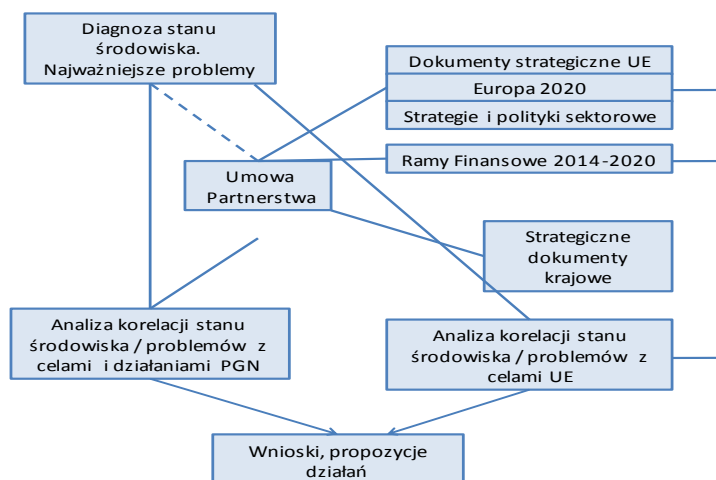 Diagnoza stanu
środowiska.
Najważniejsze problemy
Dokumenty strategiczne UE
Europa 2020
Strategie i polityki sektorowe
Ramy Finansowe 2014-2020
Umowa
Partnerstwa
Strategiczne
dokumenty
krajowe
Analiza korelacji stanu
środowiska / problemów z
celami i działaniami PGN
Analiza korelacji stanu
środowiska / problemów z
celami UE
Wnioski, propozycje
działań